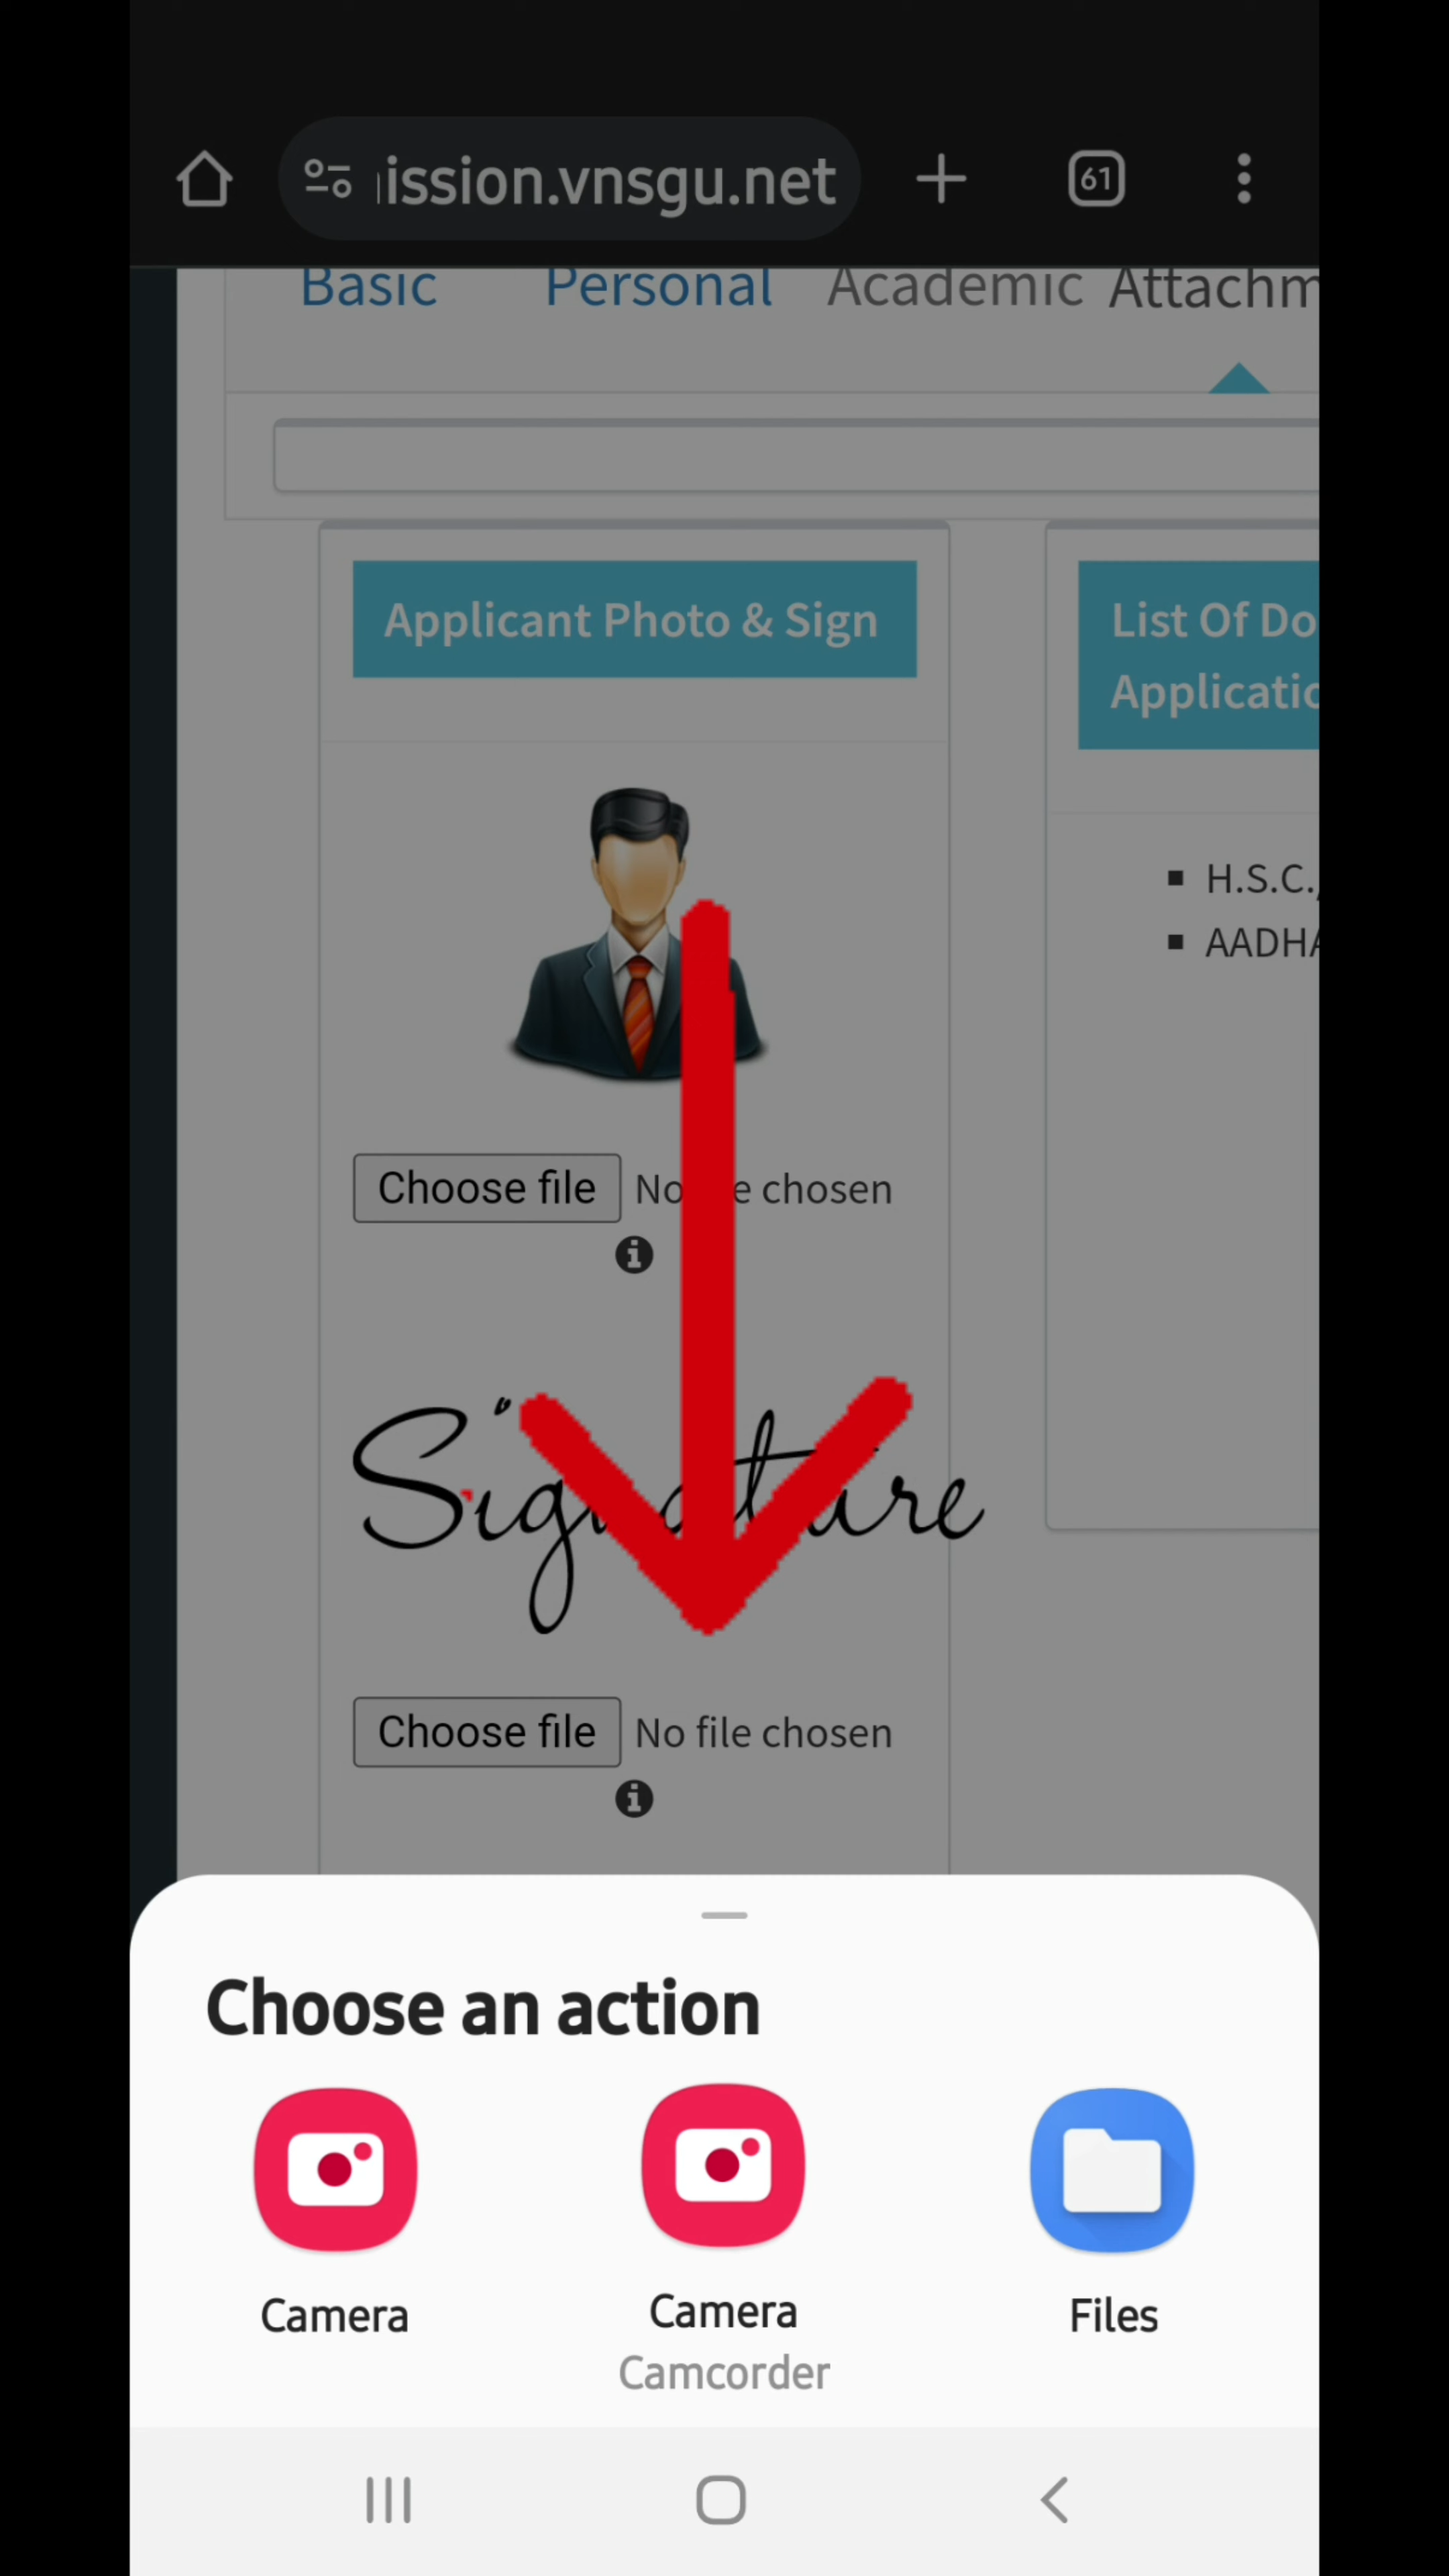 ission.vnsgu.net
61
Basic Personal Academic Attachm
Applicant Photo & Sign
List Of Do
Applicatio
H.S.C.
AADHA
Choose file No chosen
Signature
Choose file No file chosen
Choose an action
Camera
Camera
Files
Camcorder